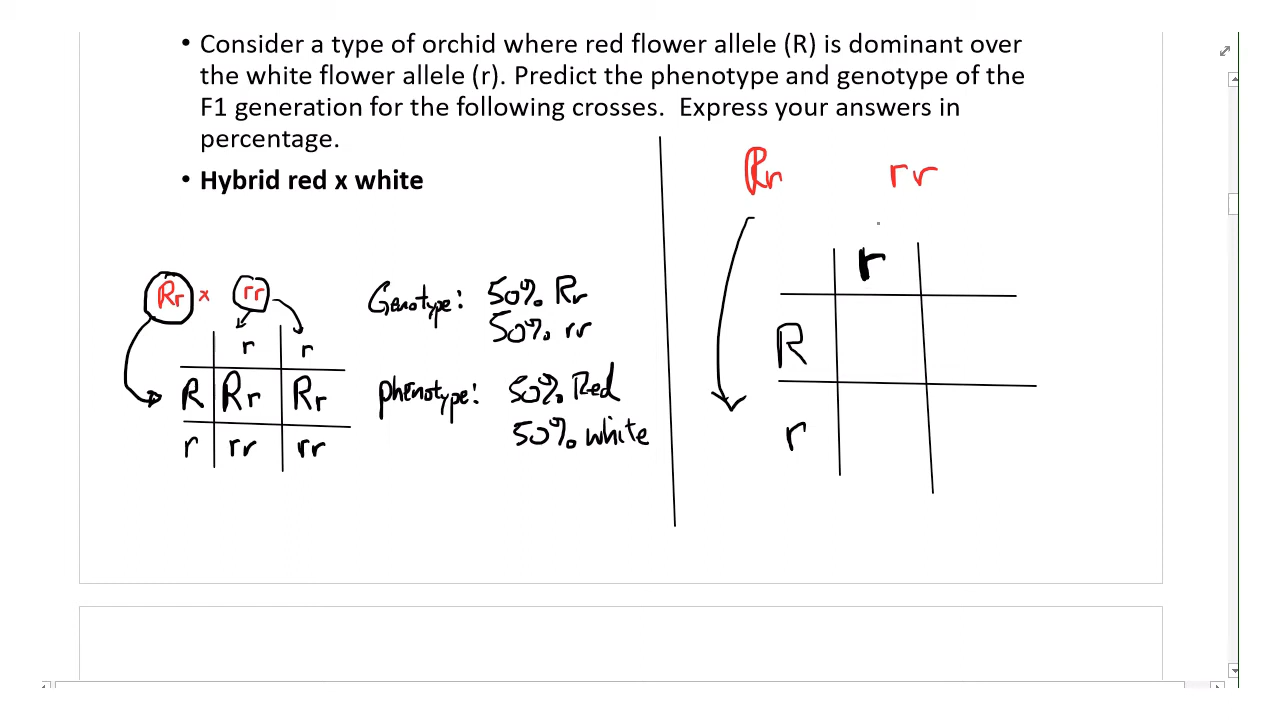 • Consider a type of orchid where red flower allele (R) is dominant over
the white flower allele (r). Predict the phenotype and genotype of the
F1 generation for the following crosses.  Express your answers in
percentage.
• Hybrid red x white
Rr x rr
r r
R Rr Rr
r rr rr
Genotype: 50% Rr
50% rr
Phenotype: 50% Red
50% white
Rr rr
r
R
r